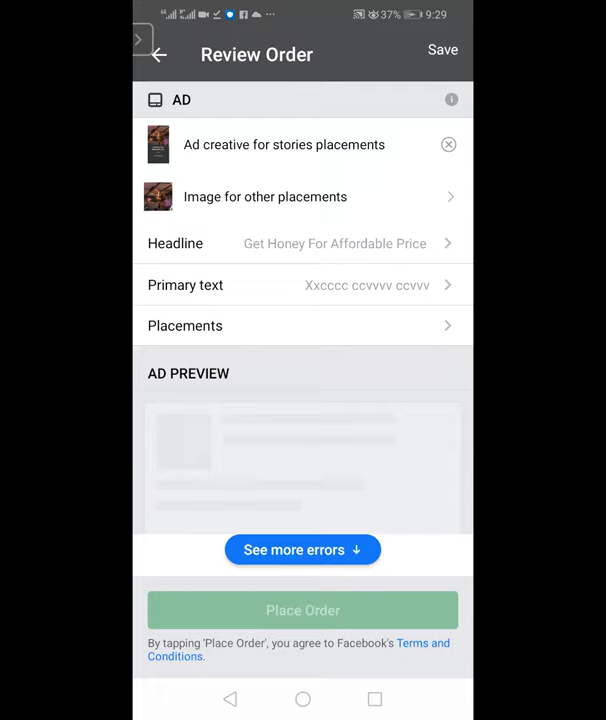 37% 9:29
Review Order
Save
AD
Ad creative for stories placements
Image for other placements
Headline Get Honey For Affordable Price
Primary text Xxcccc ccvvvv ccvvv
Placements
AD PREVIEW
See more errors
Place Order
By tapping 'Place Order', you agree to Facebook's Terms and
Conditions.